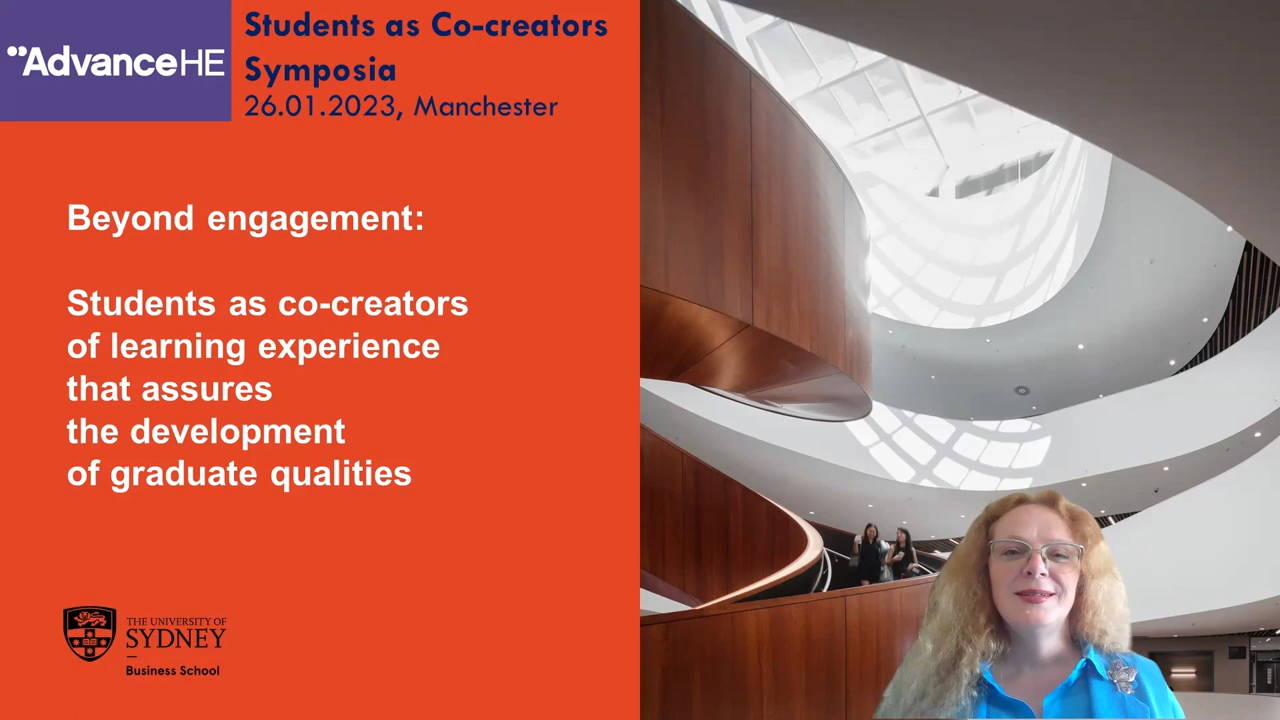 AdvanceHE
Students as Co-creators
Symposia
26.01.2023, Manchester
Beyond engagement:
Students as co-creators
of learning experience
that assures
the development
of graduate qualities
THE UNIVERSITY OF
SYDNEY
Business School